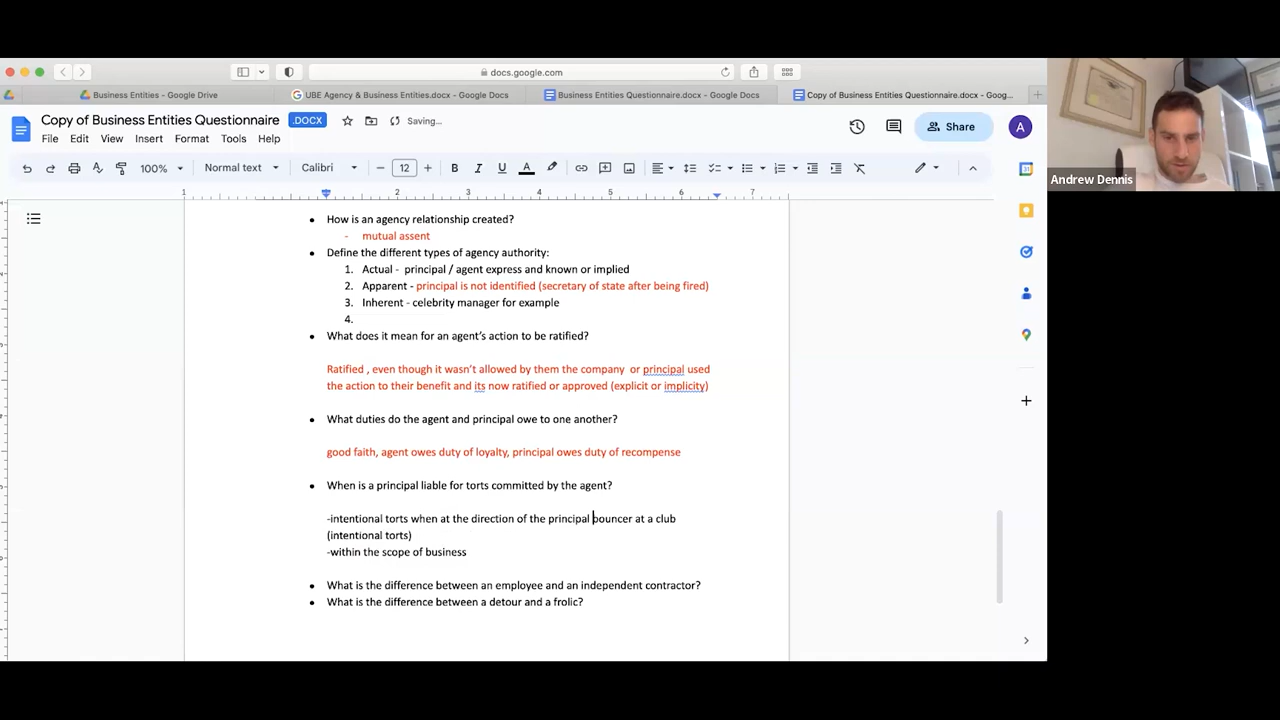 docs.google.com
Business Entities - Google Drive
UBE Agency & Business Entities.docx - Google Docs
Business Entities Questionnaire.docx - Google Docs
Copy of Business Entities Questionnaire.docx - Goog...
Copy of Business Entities Questionnaire .DOCX Saving...
File Edit View Insert Format Tools Help
Share
A
100% Normal text Calibri 12 B I U A
1 1 2 3 4 5 6 7
Andrew Dennis
• How is an agency relationship created?
- mutual assent
• Define the different types of agency authority:
1. Actual - principal / agent express and known or implied
2. Apparent - principal is not identified (secretary of state after being fired)
3. Inherent - celebrity manager for example
4.
• What does it mean for an agent’s action to be ratified?
Ratified , even though it wasn’t allowed by them the company or principal used
the action to their benefit and its now ratified or approved (explicit or implicity)
• What duties do the agent and principal owe to one another?
good faith, agent owes duty of loyalty, principal owes duty of recompense
• When is a principal liable for torts committed by the agent?
-intentional torts when at the direction of the principal bouncer at a club
(intentional torts)
-within the scope of business
• What is the difference between an employee and an independent contractor?
• What is the difference between a detour and a frolic?